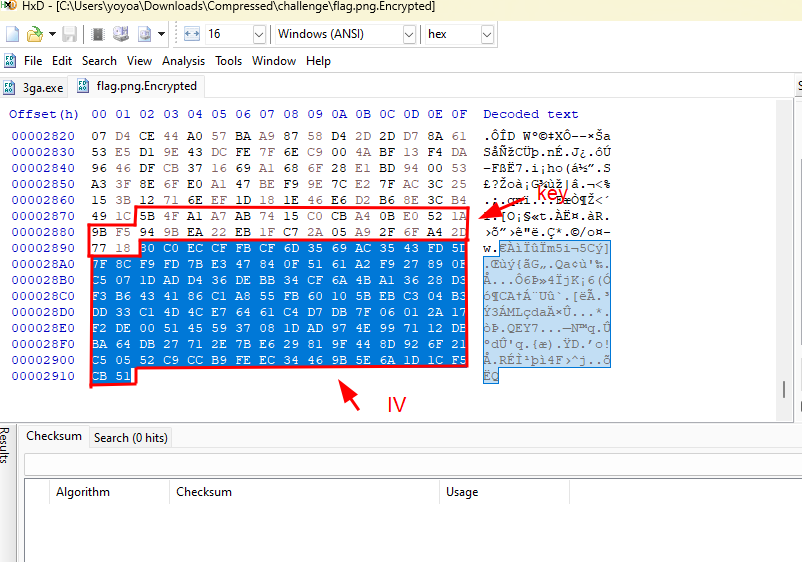 HxD - [C:\Users\yoyoa\Downloads\Compressed\challenge\flag.png.Encrypted]
16 Windows (ANSI) hex
File Edit Search View Analysis Tools Window Help
3ga.exe flag.png.Encrypted
Offset(h) 00 01 02 03 04 05 06 07 08 09 0A 0B 0C 0D 0E 0F Decoded text
00002820 07 D4 CE 44 A0 57 BA A9 87 58 D4 2D 2D D7 8A 61 .ÔÎD Wº©‡XÔ--×Ša
00002830 53 E5 D1 9E 43 DC FE 7F 6E C9 00 4A BF 13 F4 DA SåÑžCÜþ.nÉ.J¿.ôÚ
00002840 96 46 DF CB 37 16 69 A1 68 6F 28 E1 BD 94 00 53 –FßË7.i¡ho(á½”.S
00002850 A3 3F 8E 6F E0 A1 47 BE F9 9E 7C E2 7F AC 3C 25 £?Žoà¡G¾ùž|â.¬<%
00002860 15 3B 12 71 6E EF 1D 18 1E 46 E6 D2 B6 8E 3C B4
00002870 49 1C 5B 4F A1 A7 AB 74 15 C0 CB A4 0B E0 52 1A I.[O¡§«t.ÀË¤.àR.
00002880 9B F5 94 9B EA 22 EB 1F C7 2A 05 A9 2F 6F A4 2D ›õ”›ê"ë.Ç*.©/o¤-
00002890 77 18 80 C0 EC CF FB CF 6D 35 69 AC 35 43 FD 5D w.€ÀìÏûÏm5i¬5Cý]
000028A0 7F 8C F9 FD 7B E3 47 84 0F 51 61 A2 F9 27 89 0F .Œùý{ãG„.Qa¢ù'‰.
000028B0 C5 07 1D AD D4 36 DE BB 34 CF 6A 4B A1 36 28 D3
000028C0 F3 B6 43 41 86 C1 A8 55 FB 60 10 5B EB C3 04 B3 ó¶CA†Á¨Uû`.[ëÃ.³
000028D0 DD 33 C1 4D 4C E7 64 61 C4 D7 DB 7F 06 01 2A 17
000028E0 F2 DE 00 51 45 59 37 08 1D AD 97 4E 99 71 12 DB
000028F0 BA 64 DB 27 71 2E 7B E6 29 81 9F 44 8D 92 6F 21 ºdÛ'q.{æ).ŸD.’o!
00002900 C5 05 52 C9 CC B9 FE EC 34 46 9B 5E 6A 1D 1C F5 Å.RÉÌ¹þì4F›^j..õ
00002910 CB 51 ËQ
key
IV
Results
Checksum Search (0 hits)
Algorithm Checksum Usage